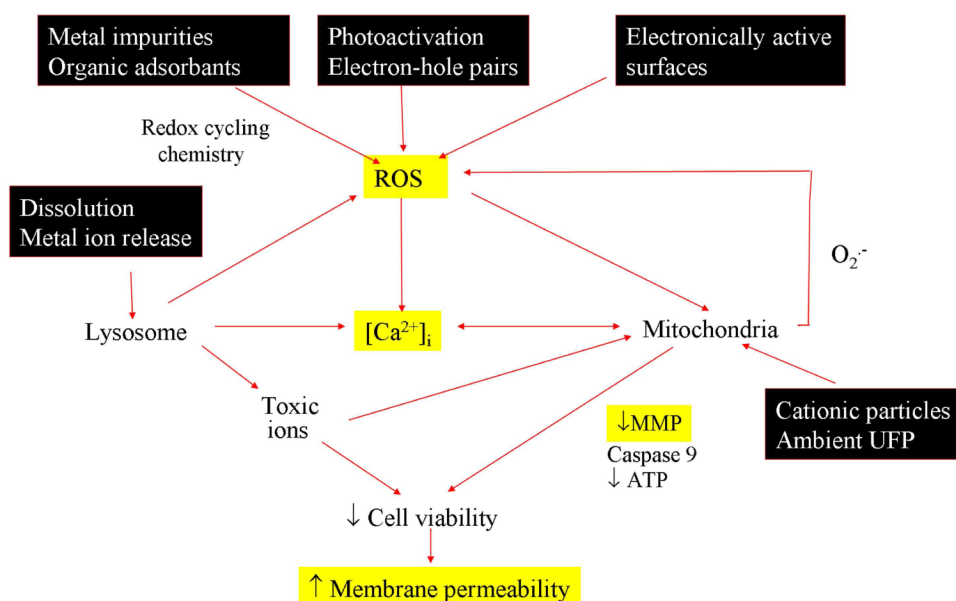 Metal impurities
Organic adsorbants
Photoactivation
Electron-hole pairs
Electronically active
surfaces
Redox cycling
chemistry
ROS
Dissolution
Metal ion release
O₂·-
Lysosome
[Ca²⁺]ᵢ
Mitochondria
Toxic
ions
↓MMP
Caspase 9
↓ ATP
Cationic particles
Ambient UFP
↓ Cell viability
↑ Membrane permeability